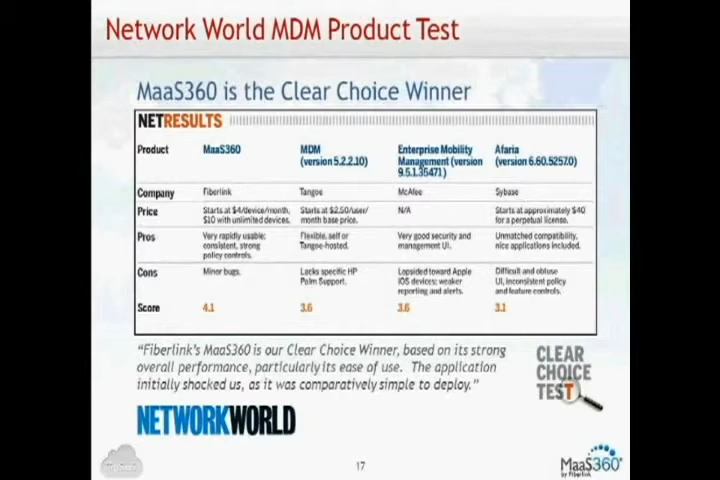 Network World MDM Product Test
MaaS360 is the Clear Choice Winner
NETRESULTS
Product MaaS360 MDM (version 5.2.2.10) Enterprise Mobility Management (version 9.5.1.35471) Afaria (version 6.60.5257.0)
Company Fiberlink Tangoe McAfee Sybase
Price Starts at $4/device/month, $10 with unlimited devices. Starts at $2.50/user/month base price. N/A Starts at approximately $40 for a perpetual license.
Pros Very rapidly usable; consistent, strong policy controls. Flexible, self or Tangoe-hosted. Very good security and management UI. Unmatched compatibility, nice applications included.
Cons Minor bugs. Lacks specific HP Palm Support. Lopsided toward Apple iOS devices; weaker reporting and alerts. Difficult and obtuse UI, inconsistent policy and feature controls.
Score 4.1 3.6 3.6 3.1
"Fiberlink's MaaS360 is our Clear Choice Winner, based on its strong
overall performance, particularly its ease of use. The application
initially shocked us, as it was comparatively simple to deploy."
CLEAR
CHOICE
TEST
NETWORKWORLD
17
MaaS360
by Fiberlink